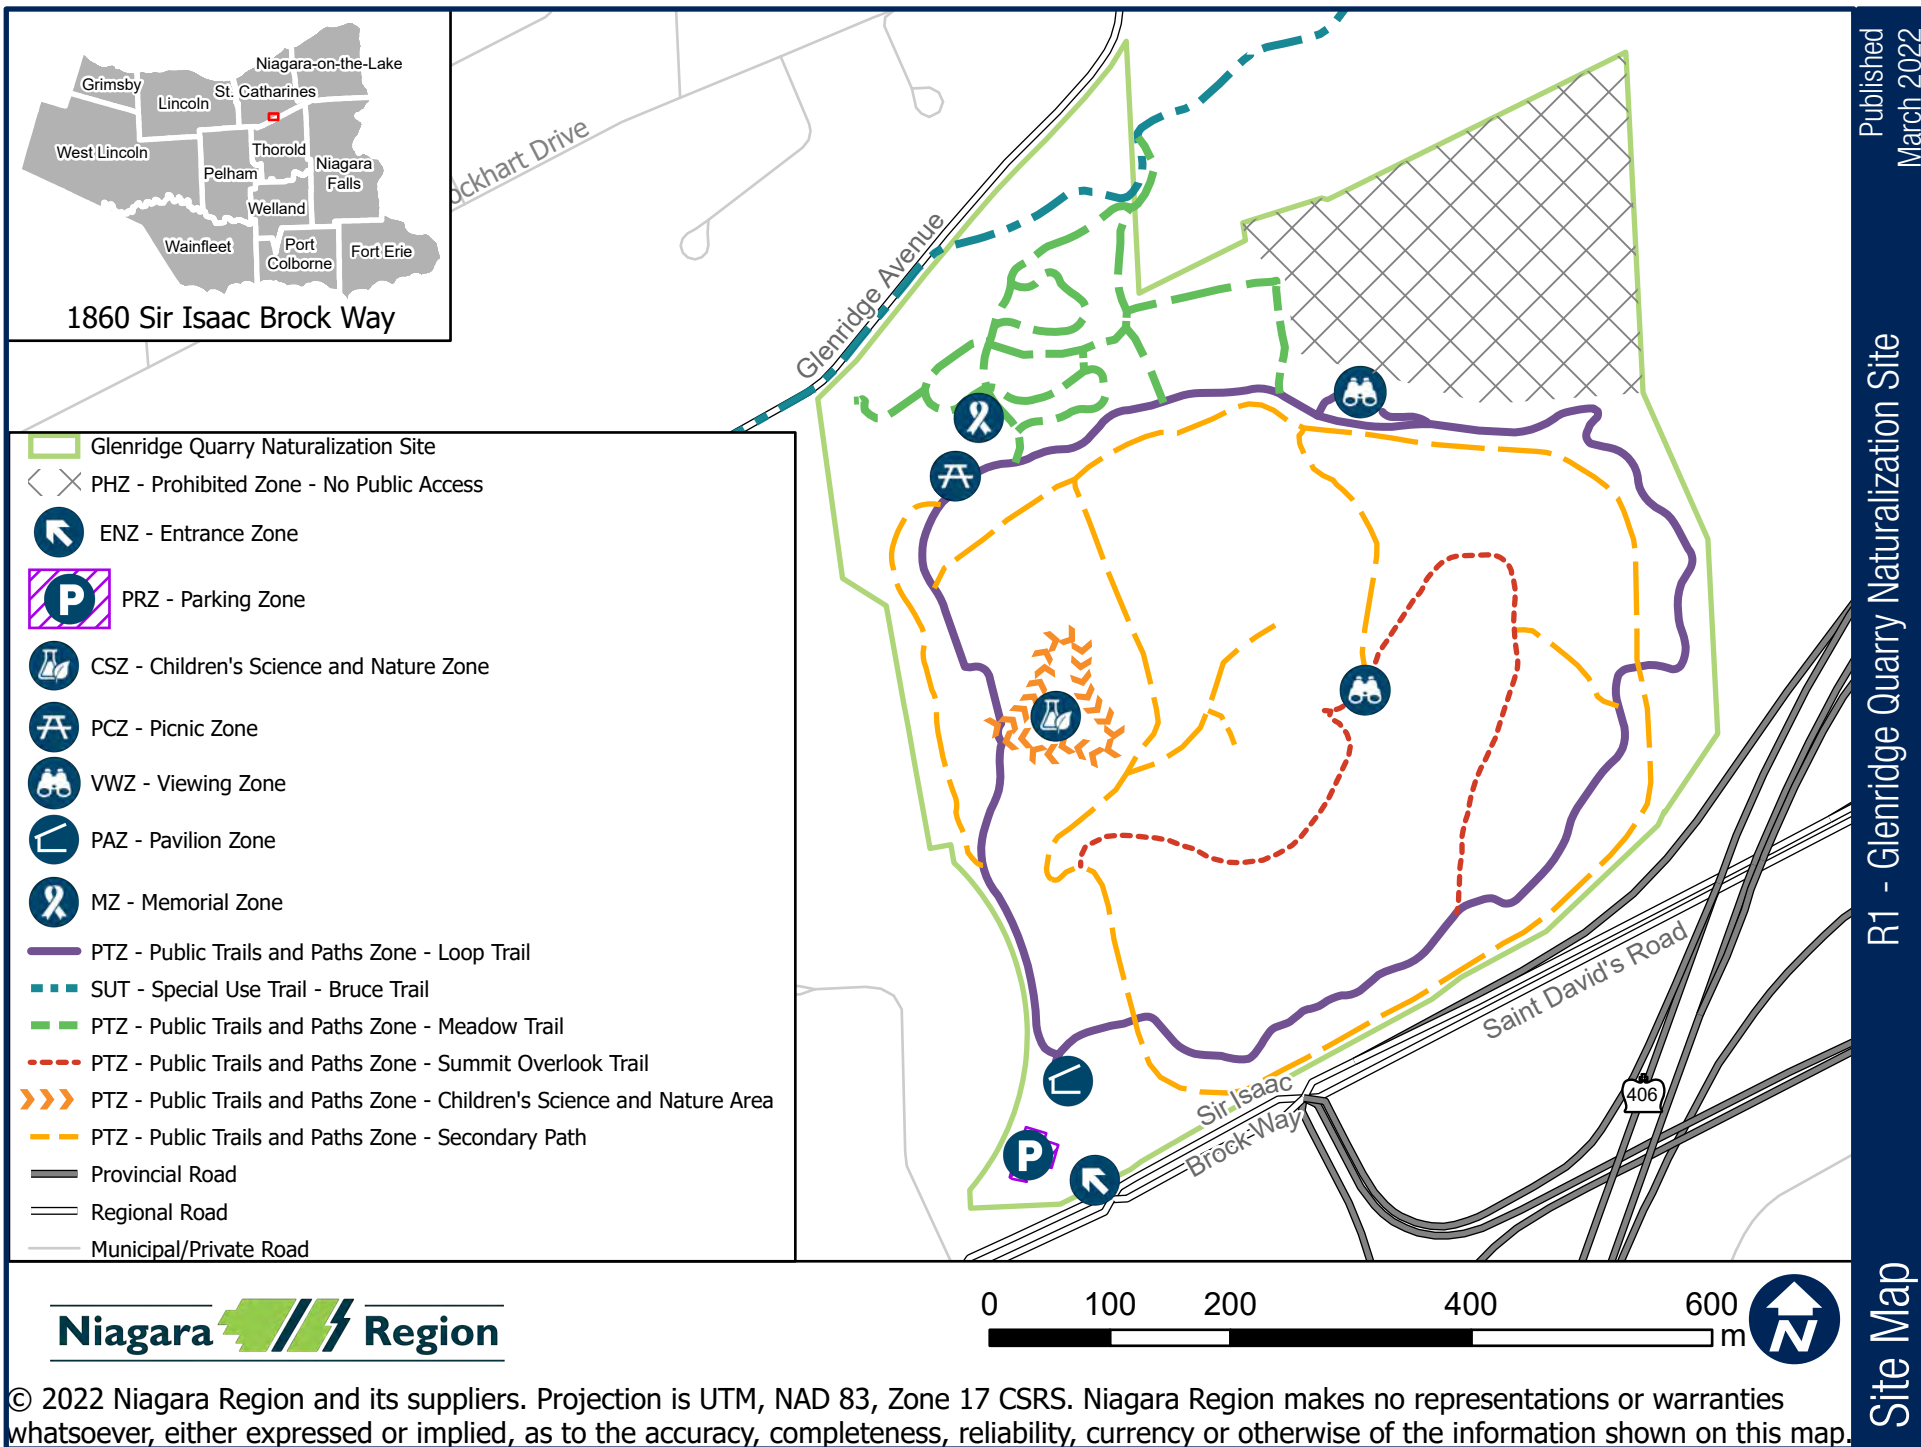 Grimsby
Lincoln
St. Catharines
Niagara-on-the-Lake
West Lincoln
Pelham
Thorold
Niagara
Falls
Welland
Wainfleet
Port
Colborne
Fort Erie
1860 Sir Isaac Brock Way
ockhart Drive
Glenridge Avenue
Glenridge Quarry Naturalization Site
PHZ - Prohibited Zone - No Public Access
ENZ - Entrance Zone
P
PRZ - Parking Zone
CSZ - Children's Science and Nature Zone
PCZ - Picnic Zone
VWZ - Viewing Zone
PAZ - Pavilion Zone
MZ - Memorial Zone
PTZ - Public Trails and Paths Zone - Loop Trail
SUT - Special Use Trail - Bruce Trail
PTZ - Public Trails and Paths Zone - Meadow Trail
PTZ - Public Trails and Paths Zone - Summit Overlook Trail
PTZ - Public Trails and Paths Zone - Children's Science and Nature Area
PTZ - Public Trails and Paths Zone - Secondary Path
Provincial Road
Regional Road
Municipal/Private Road
Saint David's Road
Sir Isaac
Brock Way
406
P
Niagara Region
0 100 200 400 600
m
N
© 2022 Niagara Region and its suppliers. Projection is UTM, NAD 83, Zone 17 CSRS. Niagara Region makes no representations or warranties
whatsoever, either expressed or implied, as to the accuracy, completeness, reliability, currency or otherwise of the information shown on this map.
Published
March 2022
R1 - Glenridge Quarry Naturalization Site
Site Map